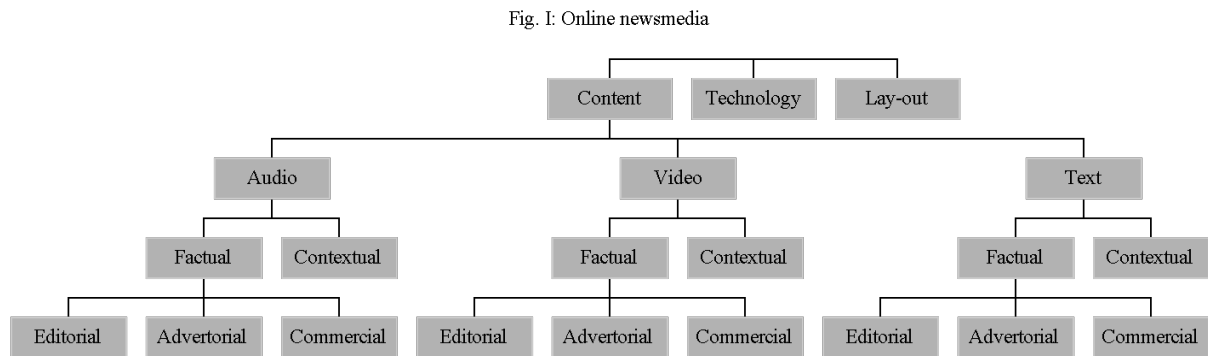 Fig. I: Online newsmedia
Content Technology Lay-out
Audio Video Text
Factual Contextual Factual Contextual Factual Contextual
Editorial Advertorial Commercial Editorial Advertorial Commercial Editorial Advertorial Commercial